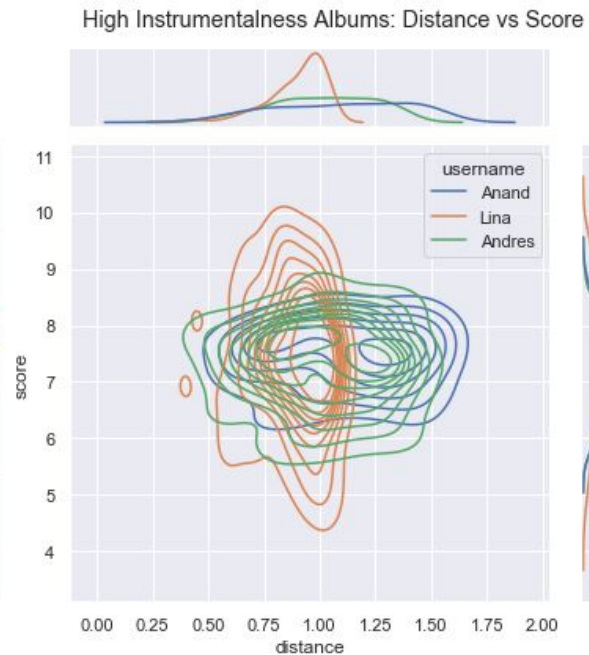 High Instrumentalness Albums: Distance vs Score
username
Anand
Lina
Andres
11
10
9
8
7
6
5
4
score
0.00 0.25 0.50 0.75 1.00 1.25 1.50 1.75 2.00
distance